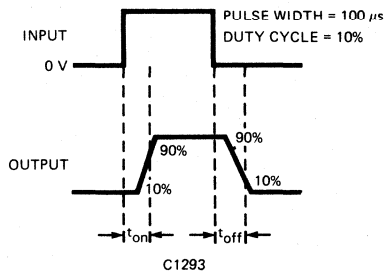 INPUT
PULSE WIDTH = 100 μs
DUTY CYCLE = 10%
0 V
OUTPUT
90%
90%
10%
10%
ton
toff
C1293